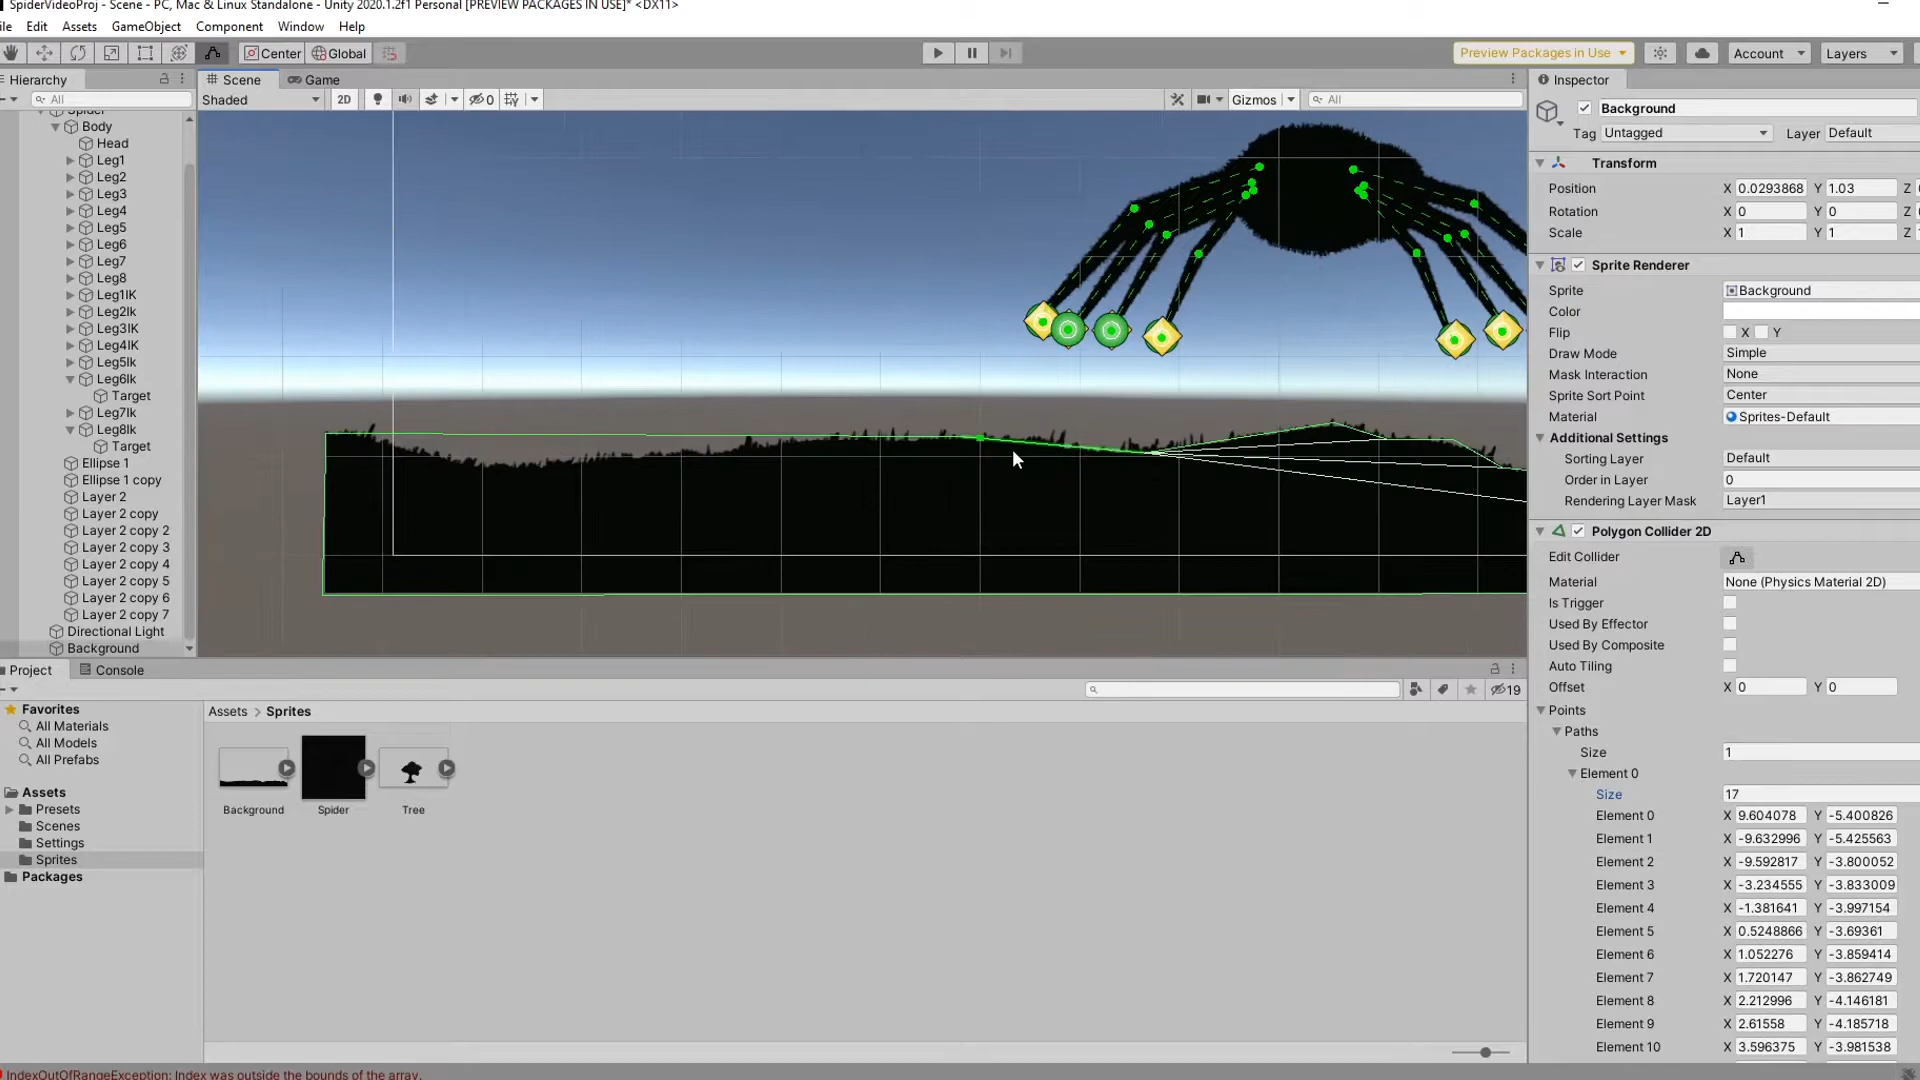 SpiderVideoProj - Scene - PC, Mac & Linux Standalone - Unity 2020.1.2f1 Personal [PREVIEW PACKAGES IN USE]* <DX11>
ile Edit Assets GameObject Component Window Help
Center Global
Preview Packages in Use
Account
Layers
Hierarchy
All
Spider
Body
Head
Leg1
Leg2
Leg3
Leg4
Leg5
Leg6
Leg7
Leg8
Leg1IK
Leg2Ik
Leg3IK
Leg4IK
Leg5Ik
Leg6Ik
Target
Leg7Ik
Leg8Ik
Target
Ellipse 1
Ellipse 1 copy
Layer 2
Layer 2 copy
Layer 2 copy 2
Layer 2 copy 3
Layer 2 copy 4
Layer 2 copy 5
Layer 2 copy 6
Layer 2 copy 7
Directional Light
Background
Scene Game
Shaded 2D 0 Gizmos All
Inspector
Background
Tag Untagged Layer Default
Transform
Position X 0.0293868 Y 1.03 Z
Rotation X 0 Y 0 Z
Scale X 1 Y 1 Z
Sprite Renderer
Sprite Background
Color
Flip X Y
Draw Mode Simple
Mask Interaction None
Sprite Sort Point Center
Material Sprites-Default
Additional Settings
Sorting Layer Default
Order in Layer 0
Rendering Layer Mask Layer1
Polygon Collider 2D
Edit Collider
Material None (Physics Material 2D)
Is Trigger
Used By Effector
Used By Composite
Auto Tiling
Offset X 0 Y 0
Points
Paths
Size 1
Element 0
Size 17
Element 0 X 9.604078 Y -5.400826
Element 1 X -9.632996 Y -5.425563
Element 2 X -9.592817 Y -3.800052
Element 3 X -3.234555 Y -3.833009
Element 4 X -1.381641 Y -3.997154
Element 5 X 0.5248866 Y -3.69361
Element 6 X 1.052276 Y -3.859414
Element 7 X 1.720147 Y -3.862749
Element 8 X 2.212996 Y -4.146181
Element 9 X 2.61558 Y -4.185718
Element 10 X 3.596375 Y -3.981538
Project Console
19
Favorites
All Materials
All Models
All Prefabs
Assets
Presets
Scenes
Settings
Sprites
Packages
Assets > Sprites
Background Spider Tree
IndexOutOfRangeException: Index was outside the bounds of the array.